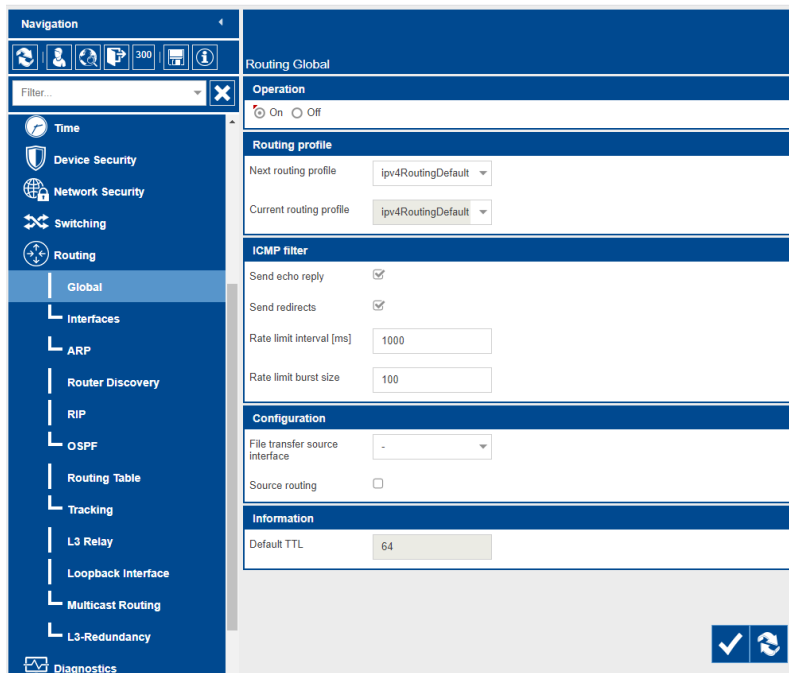 Navigation
300
Filter...
Time
Device Security
Network Security
Switching
Routing
Global
Interfaces
ARP
Router Discovery
RIP
OSPF
Routing Table
Tracking
L3 Relay
Loopback Interface
Multicast Routing
L3-Redundancy
Diagnostics
Routing Global
Operation
On Off
Routing profile
Next routing profile ipv4RoutingDefault
Current routing profile ipv4RoutingDefault
ICMP filter
Send echo reply
Send redirects
Rate limit interval [ms] 1000
Rate limit burst size 100
Configuration
File transfer source
interface -
Source routing
Information
Default TTL 64